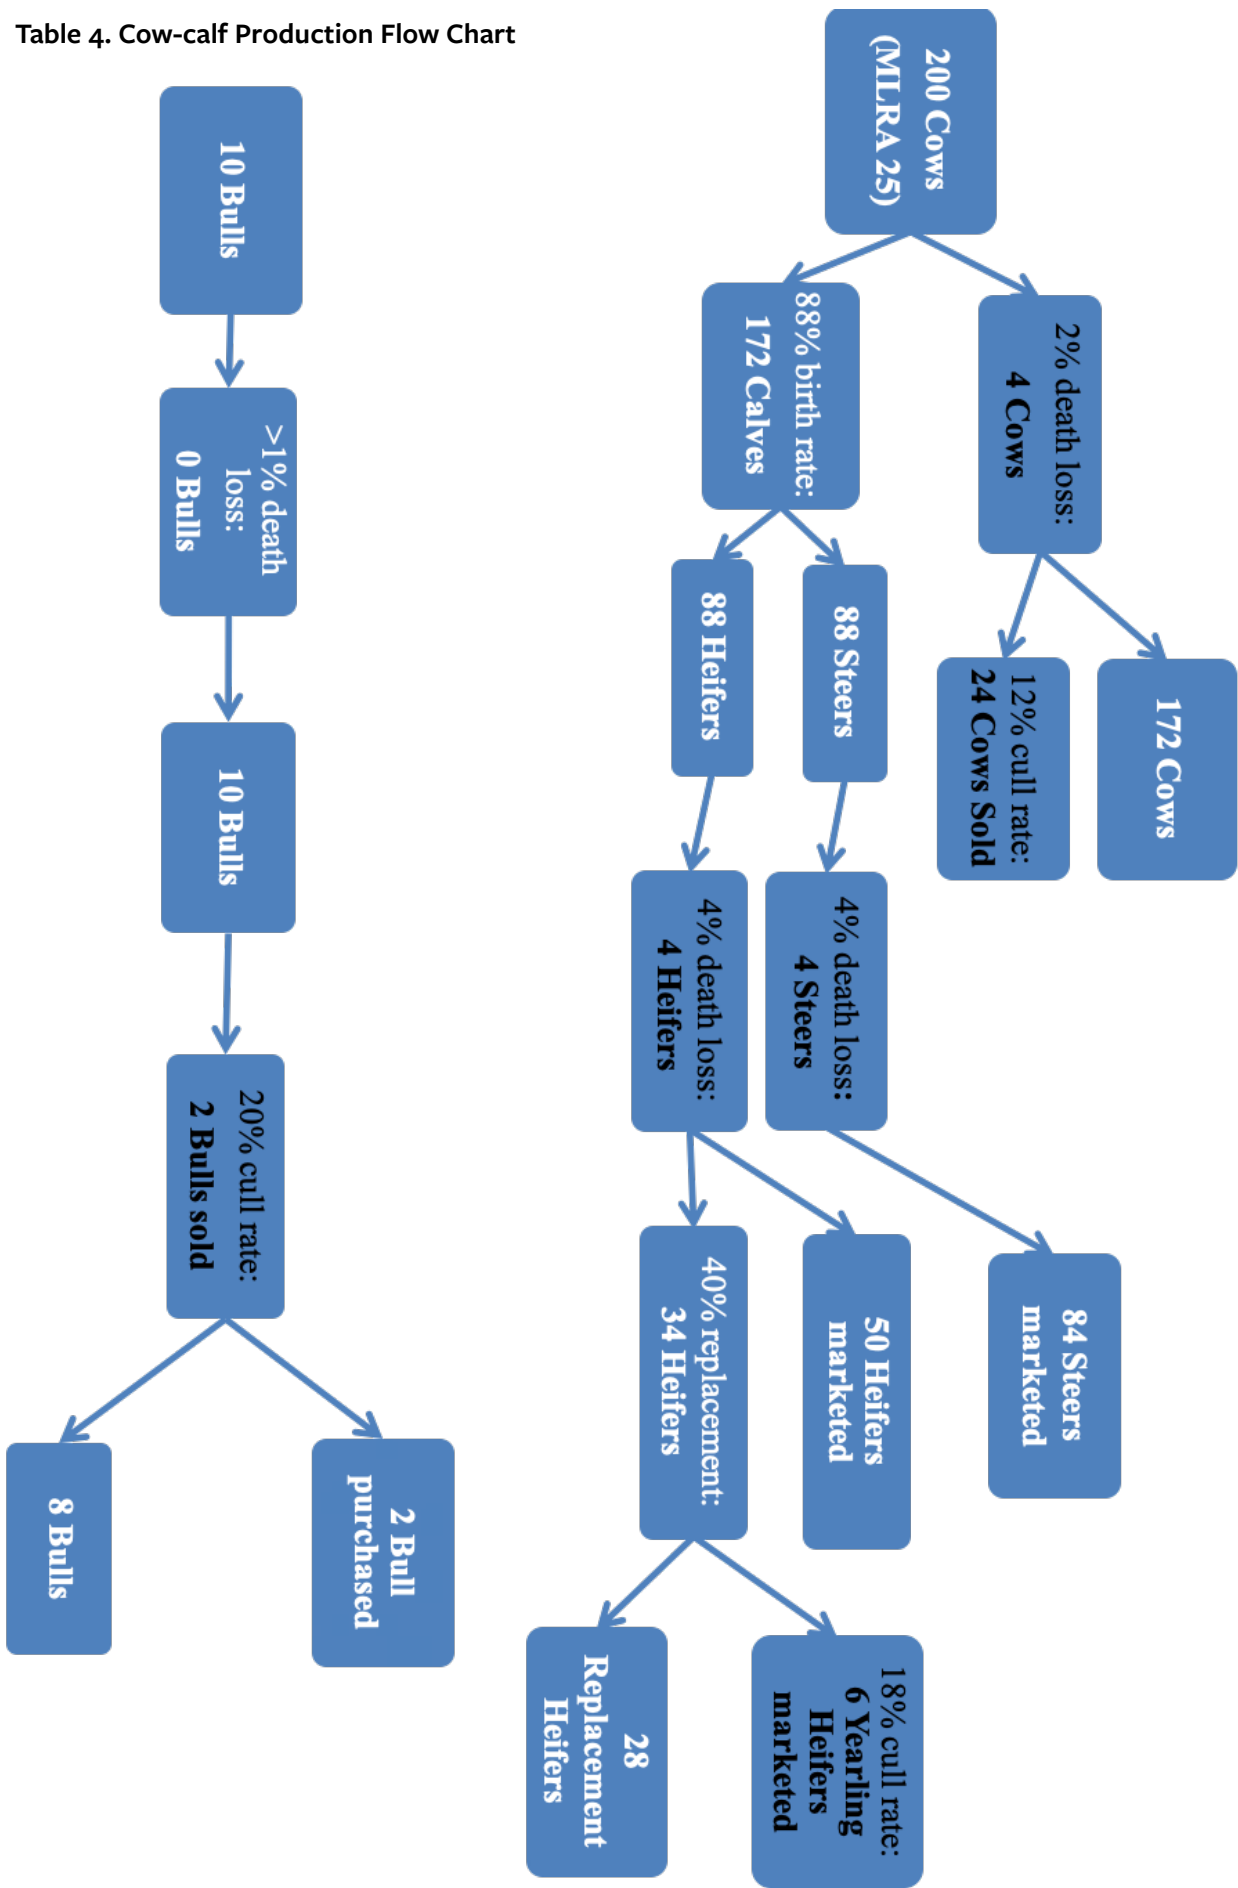 Table 4. Cow-calf Production Flow Chart
200 Cows
(MLRA 25)
2% death loss:
4 Cows
172 Cows
12% cull rate:
24 Cows Sold
88% birth rate:
172 Calves
88 Steers
4% death loss:
4 Steers
84 Steers
marketed
88 Heifers
4% death loss:
4 Heifers
50 Heifers
marketed
40% replacement:
34 Heifers
18% cull rate:
6 Yearling
Heifers
marketed
28
Replacement
Heifers
10 Bulls
>1% death
loss:
0 Bulls
10 Bulls
20% cull rate:
2 Bulls sold
2 Bull
purchased
8 Bulls